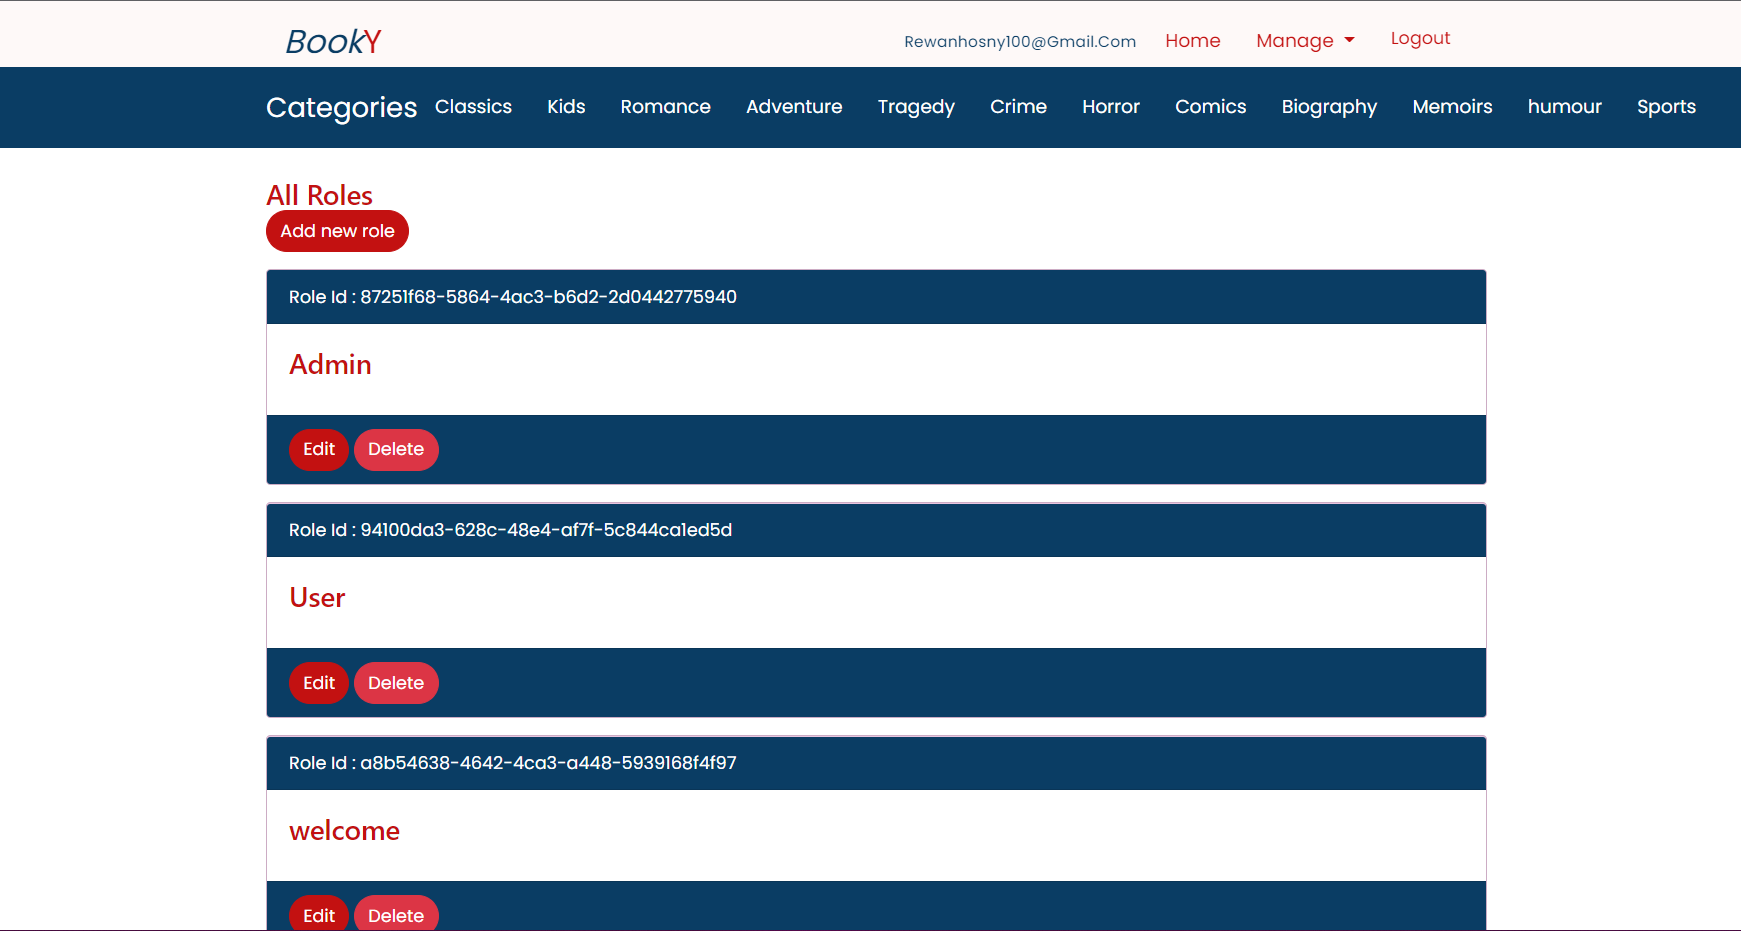 BookY
Rewanhosny100@Gmail.Com Home Manage Logout
Categories Classics Kids Romance Adventure Tragedy Crime Horror Comics Biography Memoirs humour Sports
All Roles
Add new role
Role Id : 87251f68-5864-4ac3-b6d2-2d0442775940
Admin
Edit Delete
Role Id : 94100da3-628c-48e4-af7f-5c844ca1ed5d
User
Edit Delete
Role Id : a8b54638-4642-4ca3-a448-5939168f4f97
welcome
Edit Delete